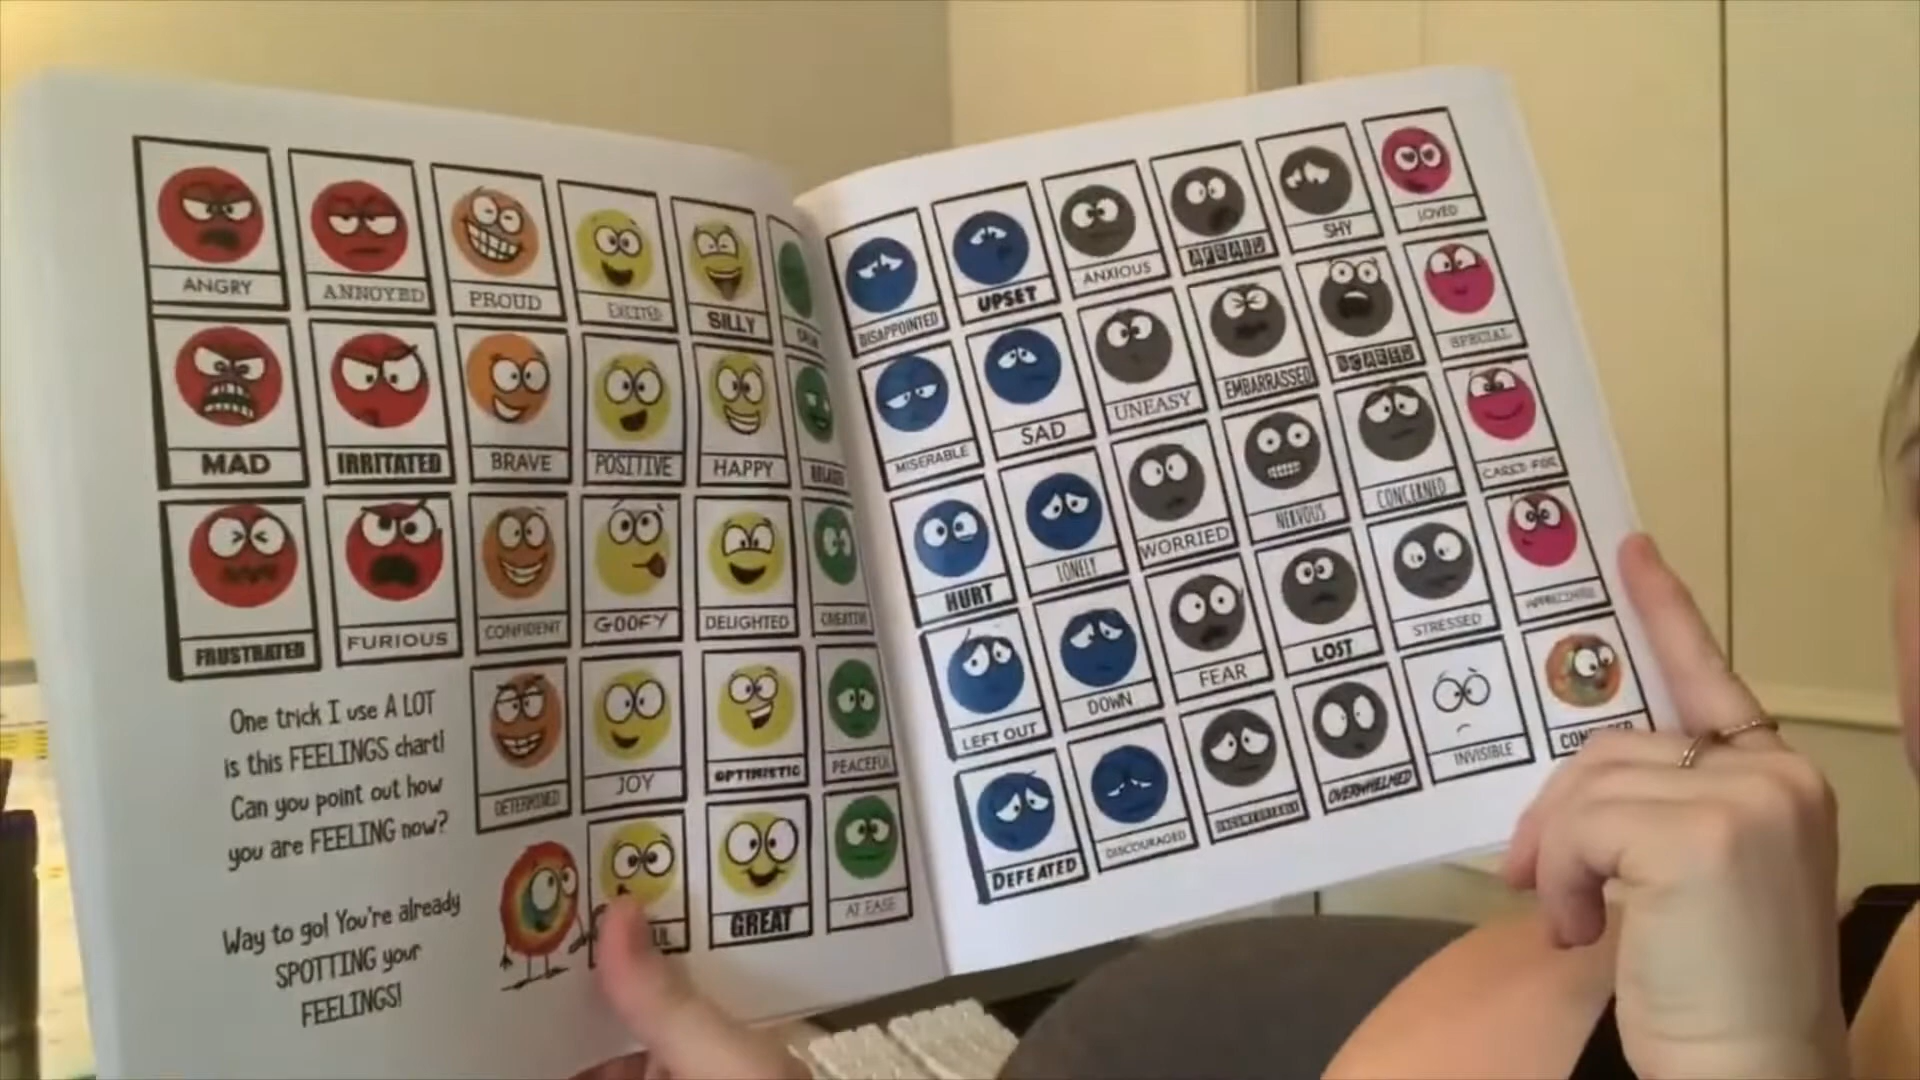 ANGRY
ANNOYED
PROUD
EXCITED
SILLY
MAD
IRRITATED
BRAVE
POSITIVE
HAPPY
FRUSTRATED
FURIOUS
CONFIDENT
GOOFY
DELIGHTED
DETERMINED
JOY
OPTIMISTIC
PEACEFUL
GREAT
AT EASE
One trick I use A LOT
is this FEELINGS chart!
Can you point out how
you are FEELING now?
Way to go! You're already
SPOTTING your
FEELINGS!
DISAPPOINTED
UPSET
ANXIOUS
AFRAID
SHY
LOVED
MISERABLE
SAD
UNEASY
EMBARRASSED
SCARED
SPECIAL
HURT
LONELY
WORRIED
NERVOUS
CONCERNED
CARED FOR
LEFT OUT
DOWN
FEAR
LOST
STRESSED
DEFEATED
DISCOURAGED
OVERWHELMED
INVISIBLE